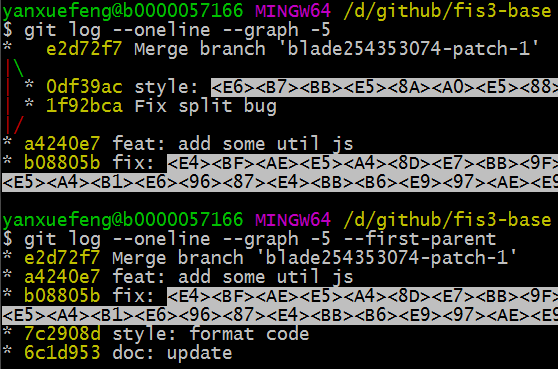 yanxuefeng@b0000057166 MINGW64 /d/github/fis3-base
$ git log --oneline --graph -5
*   e2d72f7 Merge branch 'blade254353074-patch-1'
|\
| * 0df39ac style: <E6><B7><BB><E5><8A><A0><E5><88>
| * 1f92bca Fix split bug
|/
* a4240e7 feat: add some util js
* b08805b fix: <E4><BF><AE><E5><A4><8D><E7><BB><9F>
<E5><A4><B1><E6><96><87><E4><BB><B6><E9><97><AE><E9
yanxuefeng@b0000057166 MINGW64 /d/github/fis3-base
$ git log --oneline --graph -5 --first-parent
* e2d72f7 Merge branch 'blade254353074-patch-1'
* a4240e7 feat: add some util js
* b08805b fix: <E4><BF><AE><E5><A4><8D><E7><BB><9F>
<E5><A4><B1><E6><96><87><E4><BB><B6><E9><97><AE><E9
* 7c2908d style: format code
* 6c1d953 doc: update